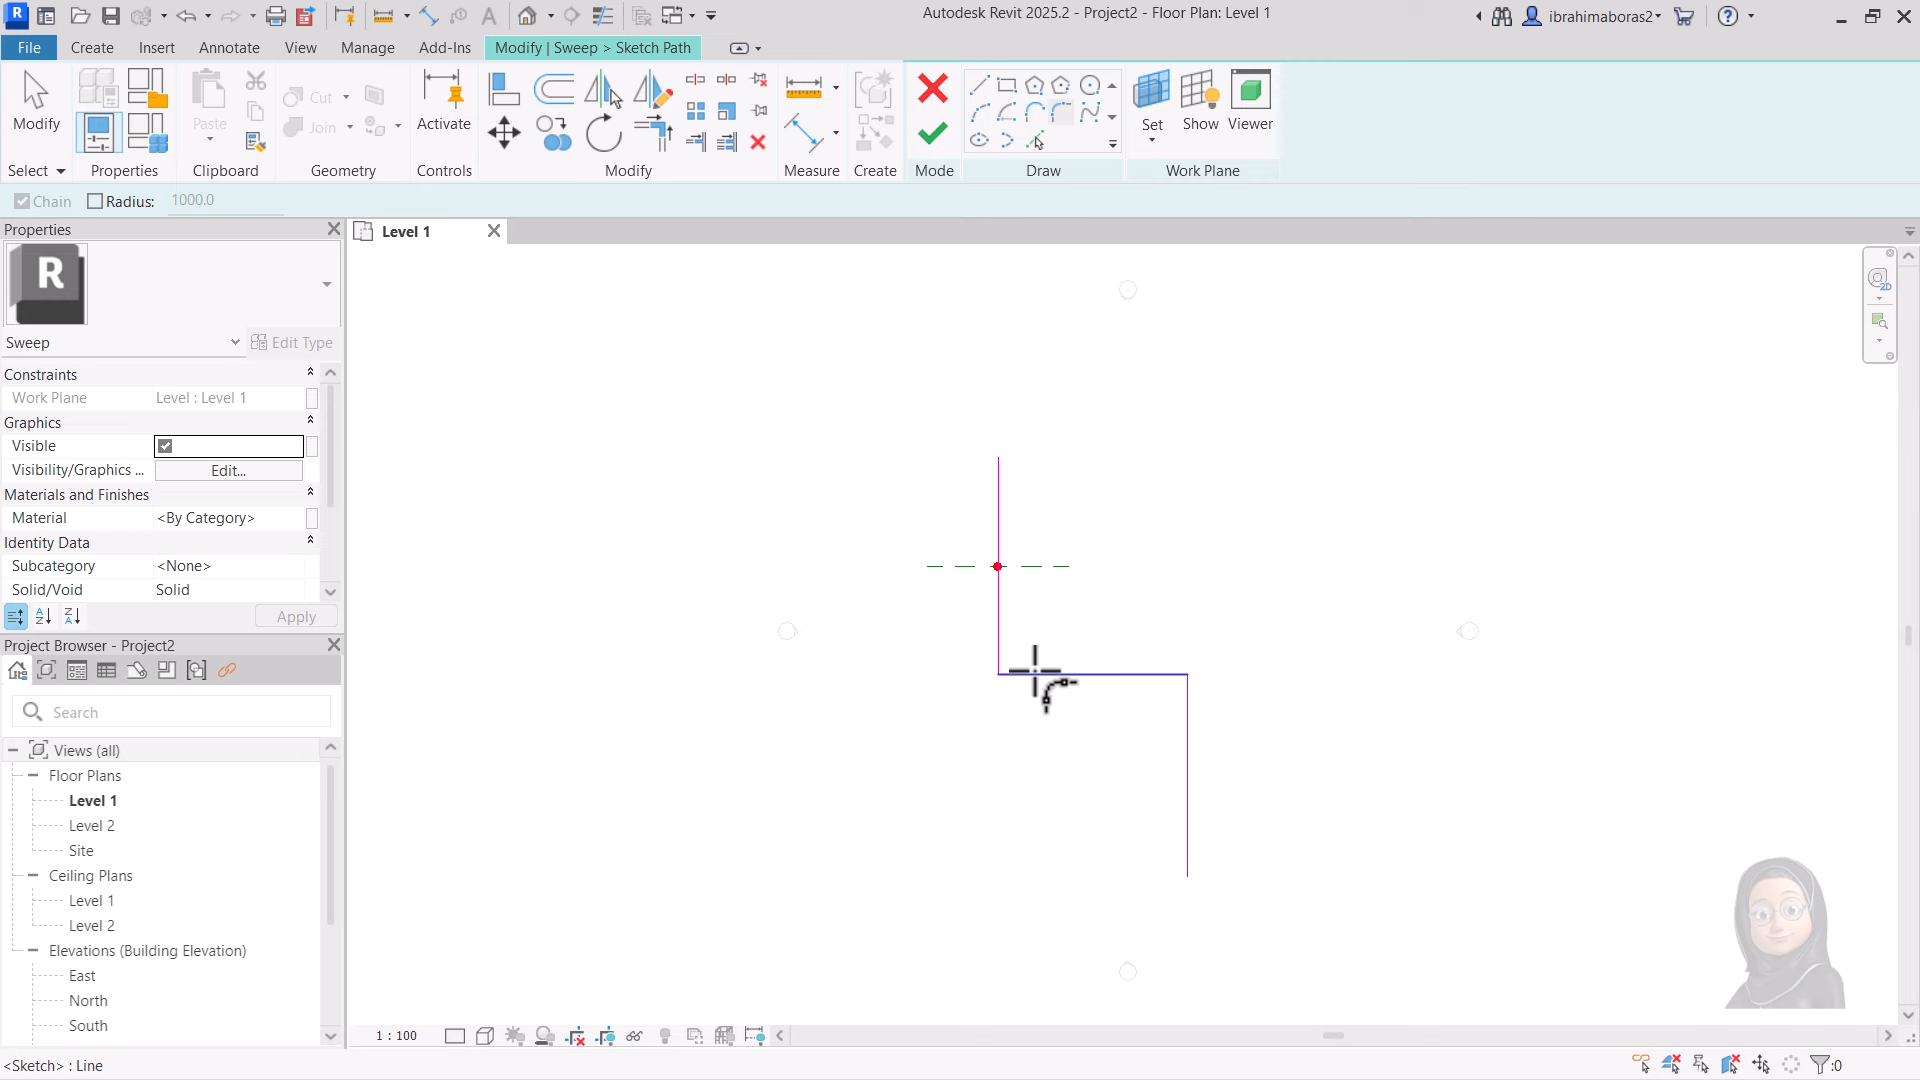 Autodesk Revit 2025.2 - Project2 - Floor Plan: Level 1
ibrahimaboras2
File Create Insert Annotate View Manage Add-Ins Modify | Sweep > Sketch Path
Modify
Paste
Cut
Join
Activate
Set Show Viewer
Select Properties Clipboard Geometry Controls Modify Measure Create Mode Draw Work Plane
Chain Radius: 1000.0
Properties
Level 1
R
Sweep Edit Type
Constraints
Work Plane Level : Level 1
Graphics
Visible
Visibility/Graphics ... Edit...
Materials and Finishes
Material <By Category>
Identity Data
Subcategory <None>
Solid/Void Solid
Apply
Project Browser - Project2
Search
Views (all)
Floor Plans
Level 1
Level 2
Site
Ceiling Plans
Level 1
Level 2
Elevations (Building Elevation)
East
North
South
1 : 100
<Sketch> : Line
:0